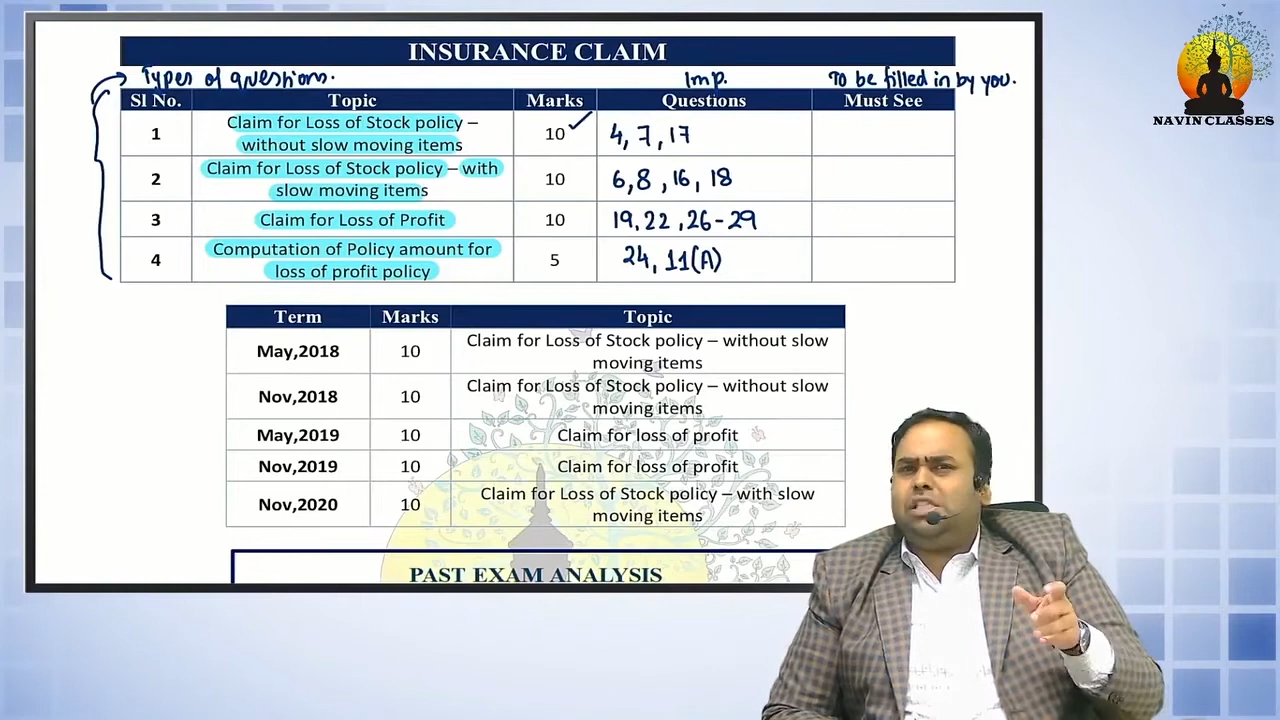 INSURANCE CLAIM
Types of questions. Imp. To be filled in by you.
Sl No. Topic Marks Questions Must See
1 Claim for Loss of Stock policy – without slow moving items 10 4, 7, 17
2 Claim for Loss of Stock policy – with slow moving items 10 6, 8, 16, 18
3 Claim for Loss of Profit 10 19, 22, 26-29
4 Computation of Policy amount for loss of profit policy 5 24, 11(A)
Term Marks Topic
May,2018 10 Claim for Loss of Stock policy – without slow moving items
Nov,2018 10 Claim for Loss of Stock policy – without slow moving items
May,2019 10 Claim for loss of profit
Nov,2019 10 Claim for loss of profit
Nov,2020 10 Claim for Loss of Stock policy – with slow moving items
PAST EXAM ANALYSIS
NAVIN CLASSES